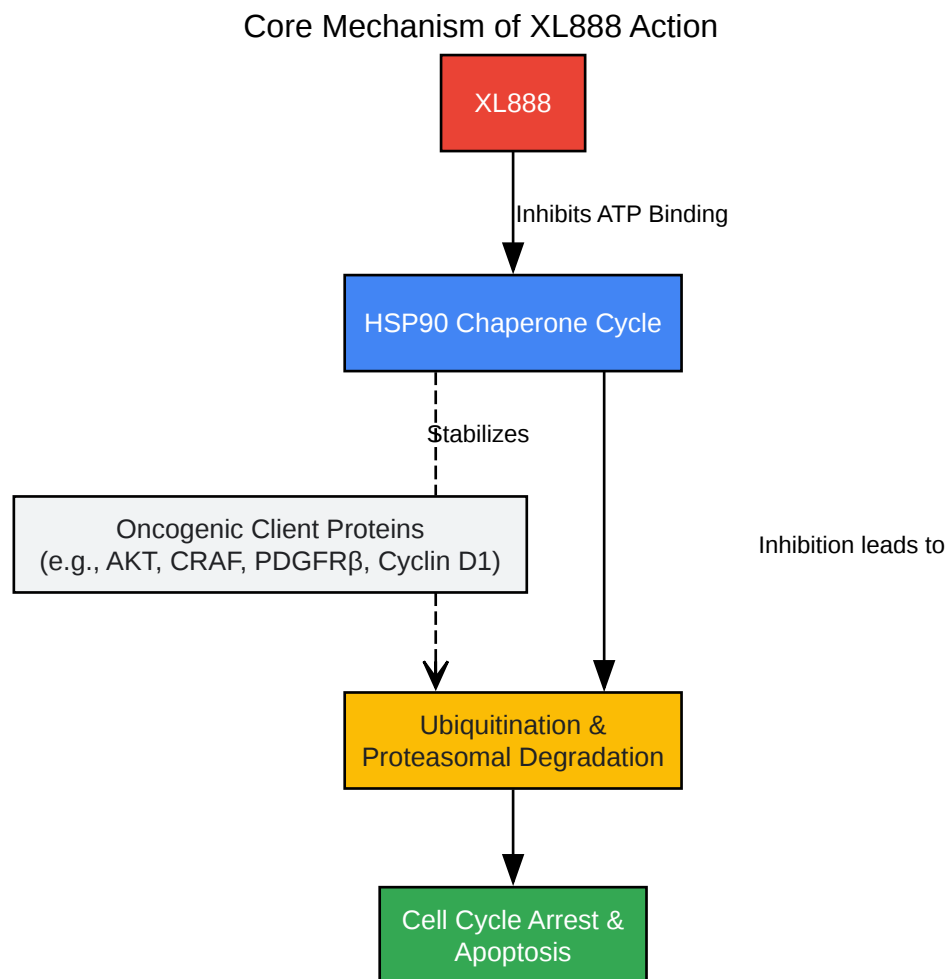 Core Mechanism of XL888 Action
XL888
Inhibits ATP Binding
HSP90 Chaperone Cycle
Stabilizes
Oncogenic Client Proteins
(e.g., AKT, CRAF, PDGFRβ, Cyclin D1)
Inhibition leads to
Ubiquitination &
Proteasomal Degradation
Cell Cycle Arrest &
Apoptosis